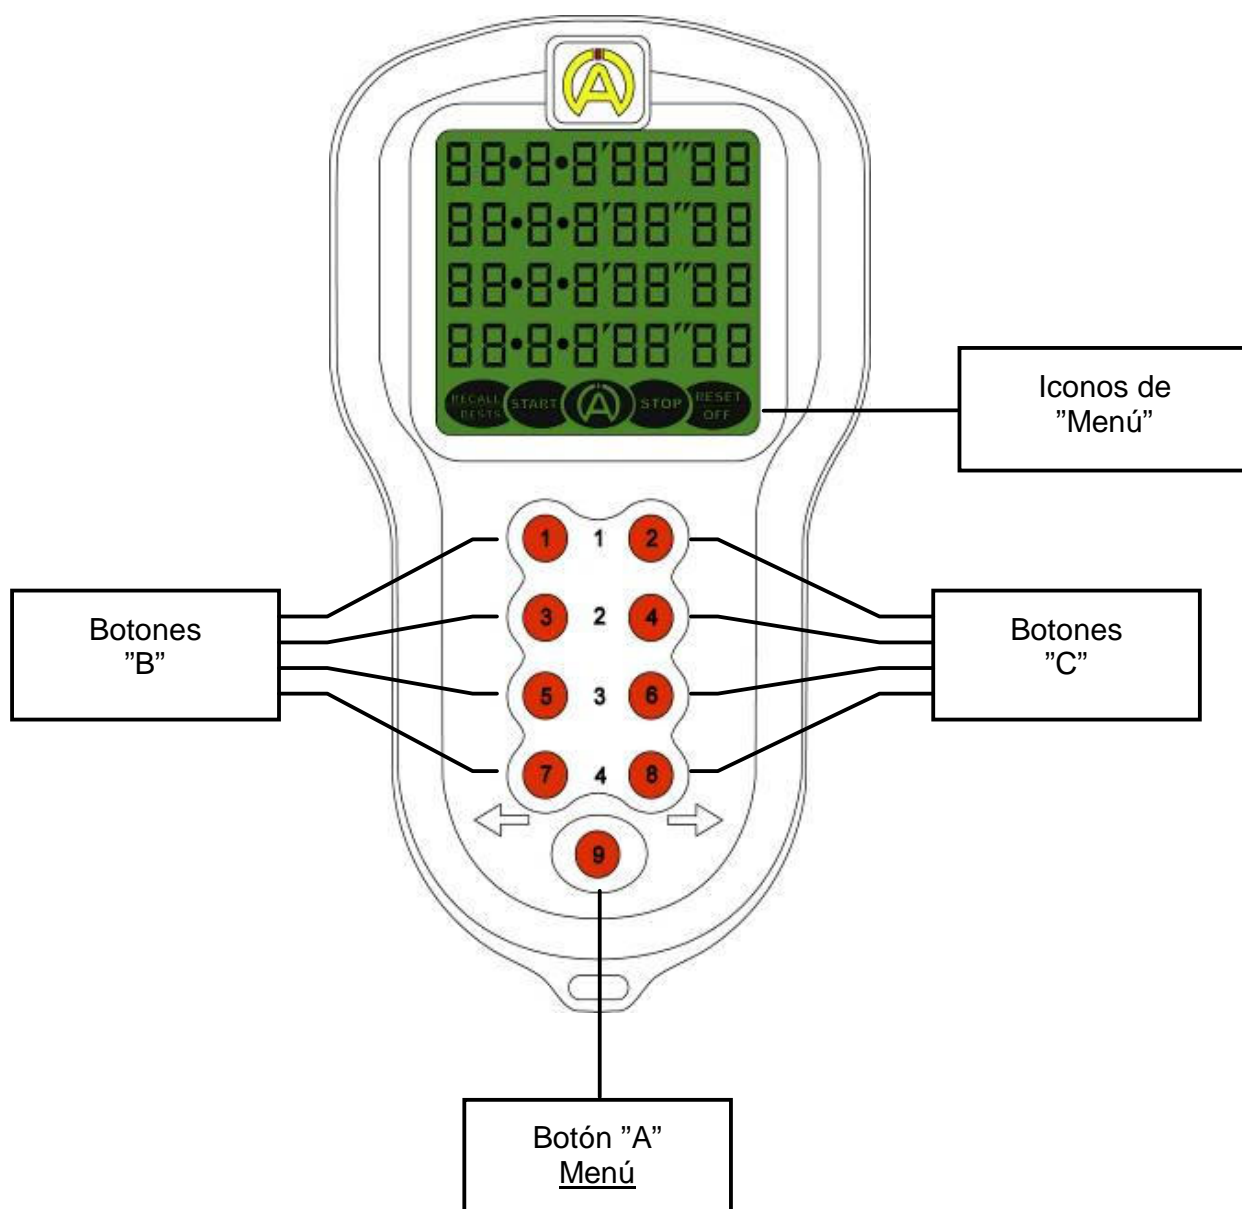 A
88•8•8'88"88
88•8•8'88"88
88•8•8'88"88
88•8•8'88"88
RECALL
BESTS
START
A
STOP
RESET
OFF
Iconos de
"Menú"
1 1 2
3 2 4
5 3 6
7 4 8
9
Botones
"B"
Botones
"C"
Botón "A"
Menú